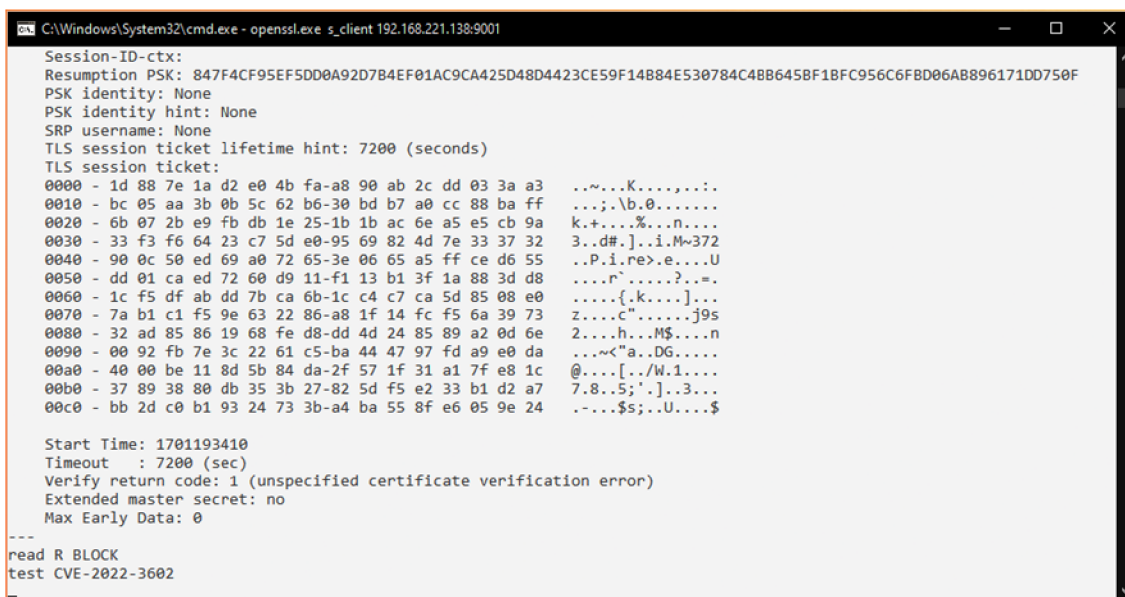 C:\Windows\System32\cmd.exe - openssl.exe s_client 192.168.221.138:9001
Session-ID-ctx:
Resumption PSK: 847F4CF95EF5DD0A92D7B4EF01AC9CA425D48D4423CE59F14B84E530784C4BB645BF1BFC956C6FBD06AB896171DD750F
PSK identity: None
PSK identity hint: None
SRP username: None
TLS session ticket lifetime hint: 7200 (seconds)
TLS session ticket:
0000 - 1d 88 7e 1a d2 e0 4b fa-a8 90 ab 2c dd 03 3a a3   ..~...K....,..:.
0010 - bc 05 aa 3b 0b 5c 62 b6-30 bd b7 a0 cc 88 ba ff   ...;.\b.0.......
0020 - 6b 07 2b e9 fb db 1e 25-1b 1b ac 6e a5 e5 cb 9a   k.+....%...n....
0030 - 33 f3 f6 64 23 c7 5d e0-95 69 82 4d 7e 33 37 32   3..d#.]..i.M~372
0040 - 90 0c 50 ed 69 a0 72 65-3e 06 65 a5 ff ce d6 55   ..P.i.re>.e....U
0050 - dd 01 ca ed 72 60 d9 11-f1 13 b1 3f 1a 88 3d d8   ....r`.....?..=.
0060 - 1c f5 df ab dd 7b ca 6b-1c c4 c7 ca 5d 85 08 e0   .....{.k....]...
0070 - 7a b1 c1 f5 9e 63 22 86-a8 1f 14 fc f5 6a 39 73   z....c"......j9s
0080 - 32 ad 85 86 19 68 fe d8-dd 4d 24 85 89 a2 0d 6e   2....h...M$....n
0090 - 00 92 fb 7e 3c 22 61 c5-ba 44 47 97 fd a9 e0 da   ...~<"a..DG.....
00a0 - 40 00 be 11 8d 5b 84 da-2f 57 1f 31 a1 7f e8 1c   @....[../W.1....
00b0 - 37 89 38 80 db 35 3b 27-82 5d f5 e2 33 b1 d2 a7   7.8..5;'.]..3...
00c0 - bb 2d c0 b1 93 24 73 3b-a4 ba 55 8f e6 05 9e 24   .-...$s;..U....$
Start Time: 1701193410
Timeout   : 7200 (sec)
Verify return code: 1 (unspecified certificate verification error)
Extended master secret: no
Max Early Data: 0
---
read R BLOCK
test CVE-2022-3602